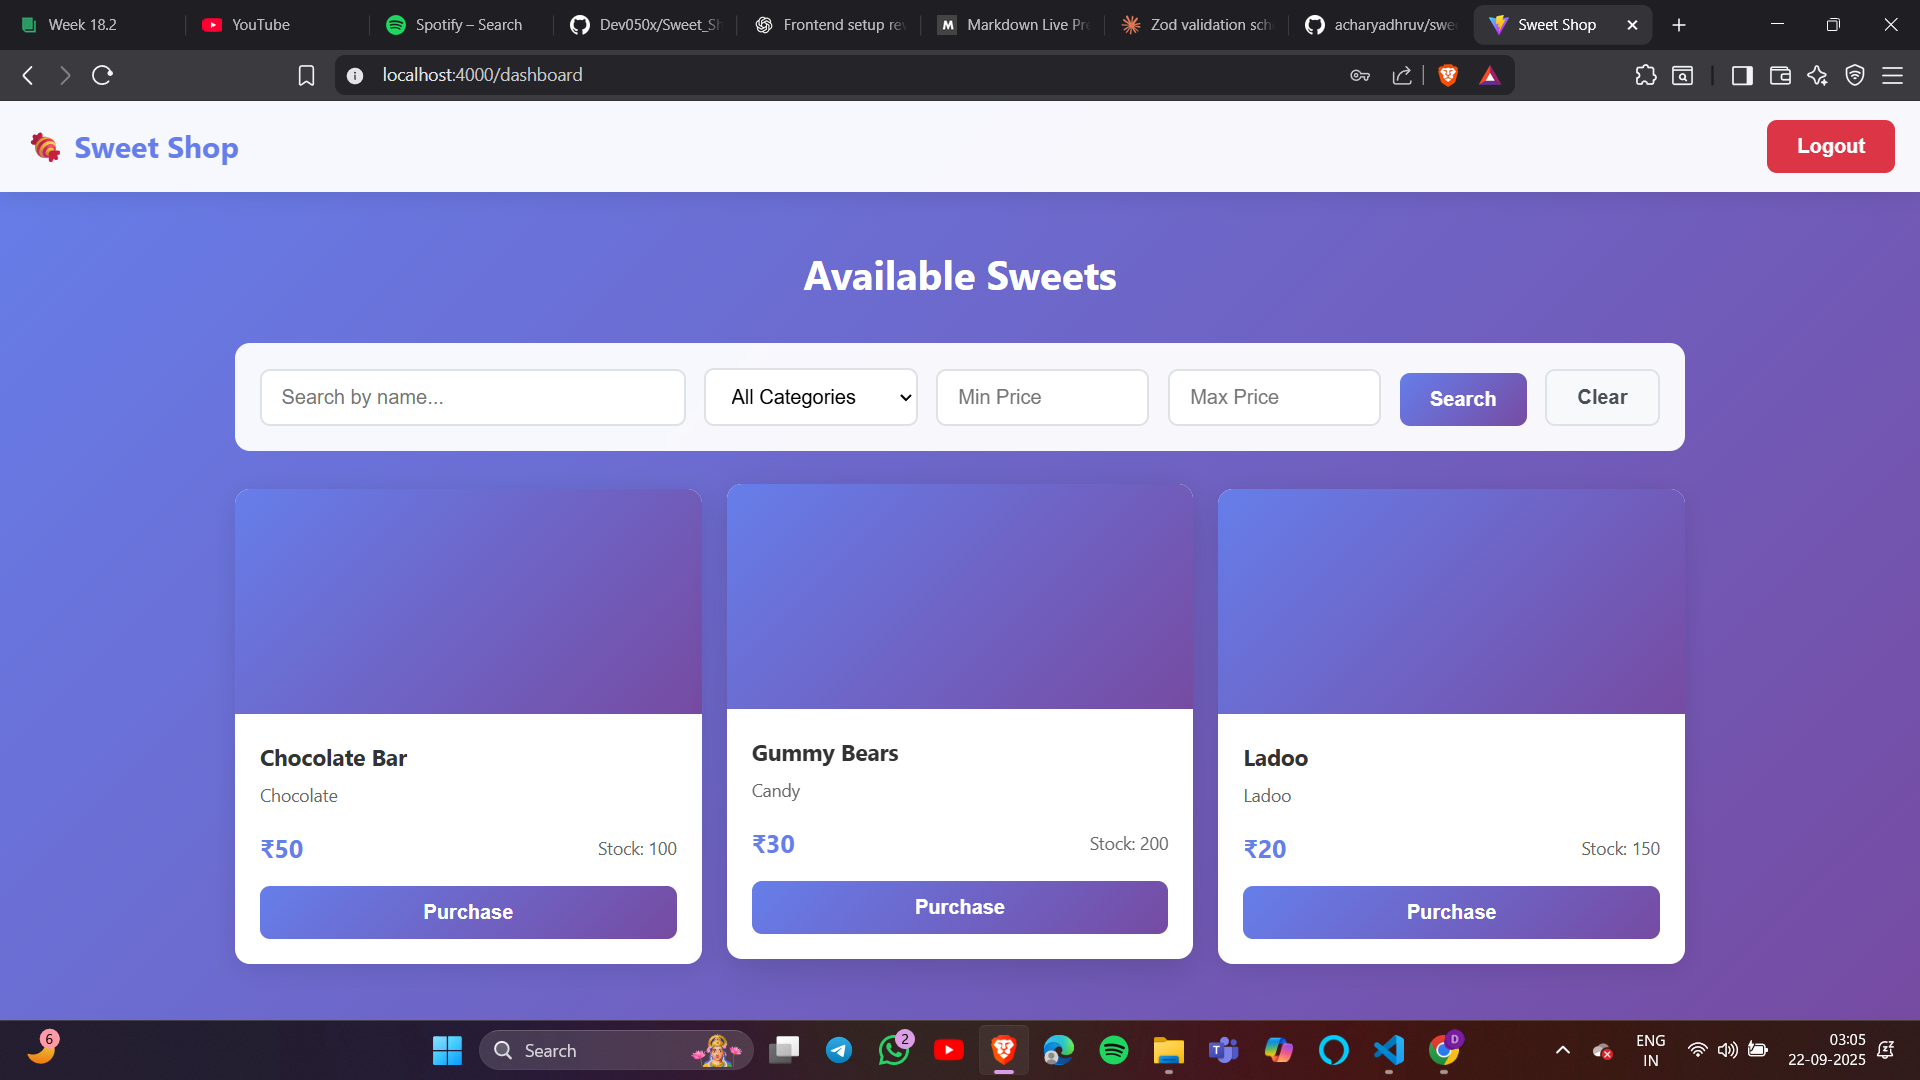 Week 18.2
YouTube
Spotify – Search
Dev050x/Sweet_Sh
Frontend setup rev
Markdown Live Pre
Zod validation sch
acharyadhruv/swee
Sweet Shop
localhost:4000/dashboard
Sweet Shop
Logout
Available Sweets
Search by name...
All Categories
Min Price
Max Price
Search
Clear
Chocolate Bar
Chocolate
₹50
Stock: 100
Purchase
Gummy Bears
Candy
₹30
Stock: 200
Purchase
Ladoo
Ladoo
₹20
Stock: 150
Purchase
6
Search
2
D
ENG
IN
03:05
22-09-2025